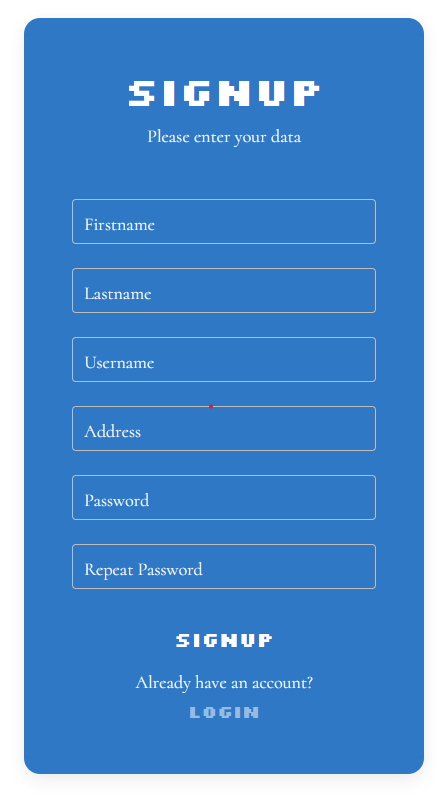 SIGNUP
Please enter your data
Firstname
Lastname
Username
Address
Password
Repeat Password
SIGNUP
Already have an account?
LOGIN